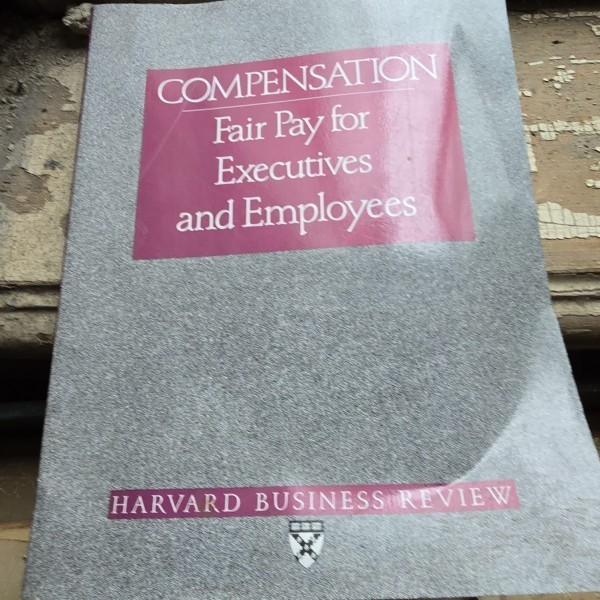 COMPENSATION
Fair Pay for
Executives
and Employees
HARVARD BUSINESS REVIEW